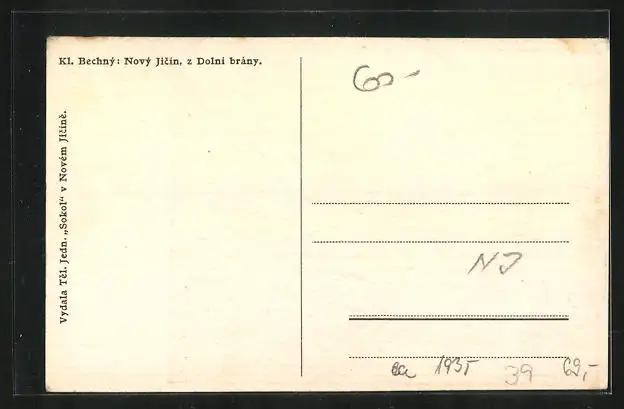 Kl. Bechný: Nový Jičín, z Dolní brány.
Vydala Těl. Jedn. „Sokol“ v Novém Jičíně.
60-
NJ
ca 1935 39 69,-